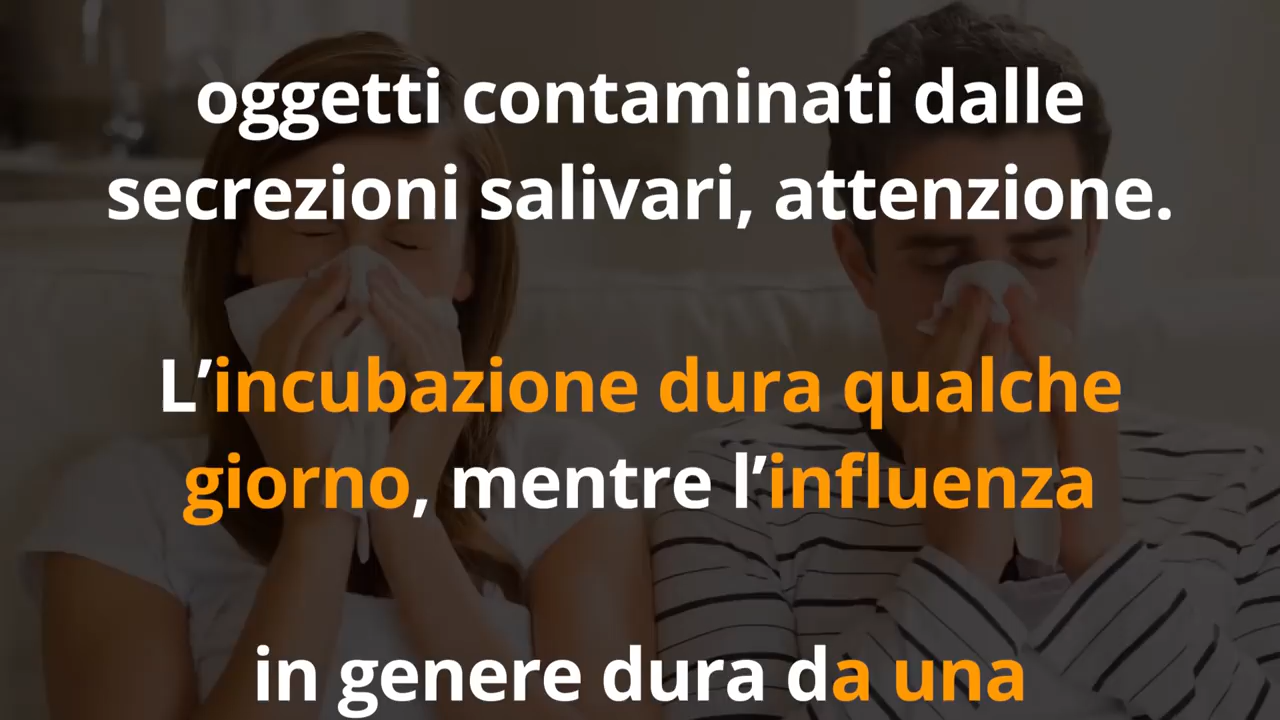 oggetti contaminati dalle
secrezioni salivari, attenzione.
L’incubazione dura qualche
giorno, mentre l’influenza
in genere dura da una